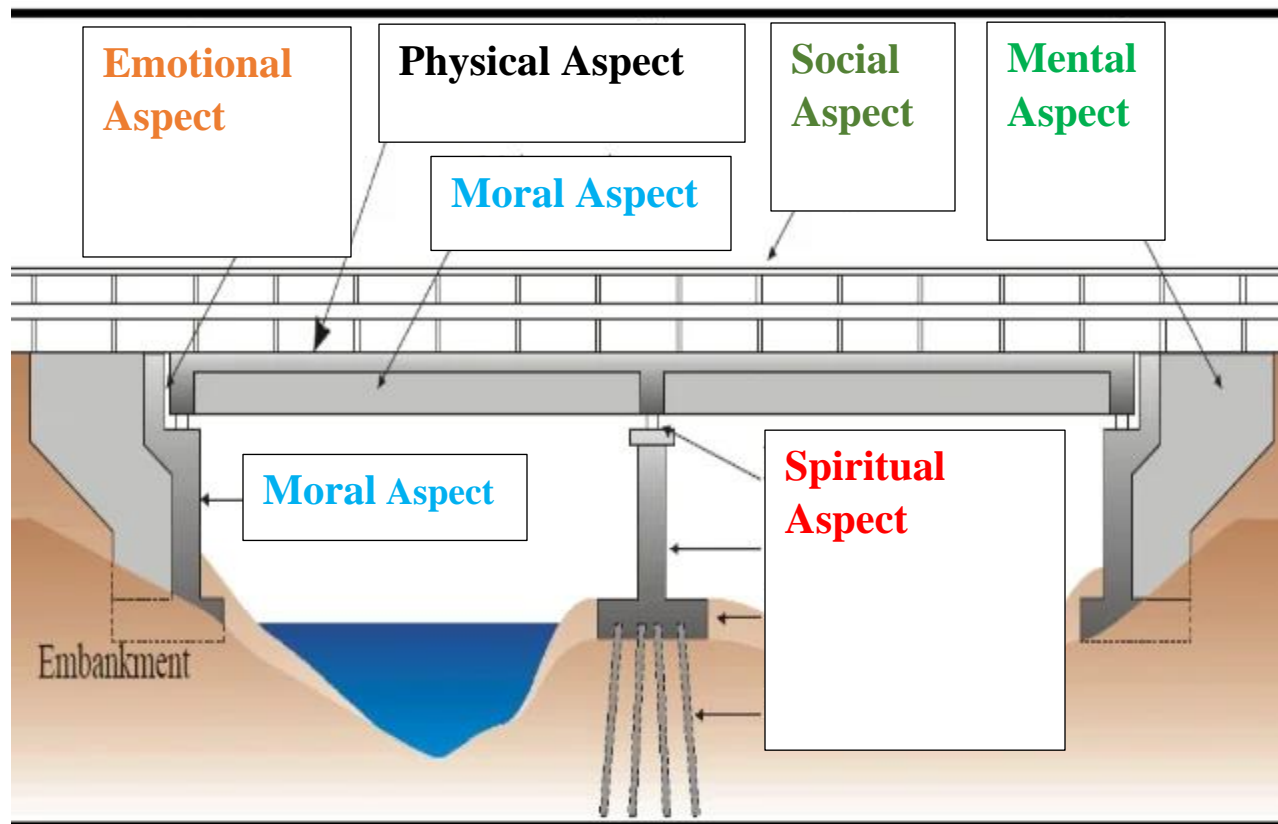 Emotional
Aspect
Physical Aspect
Social
Aspect
Mental
Aspect
Moral Aspect
Moral Aspect
Spiritual
Aspect
Embankment